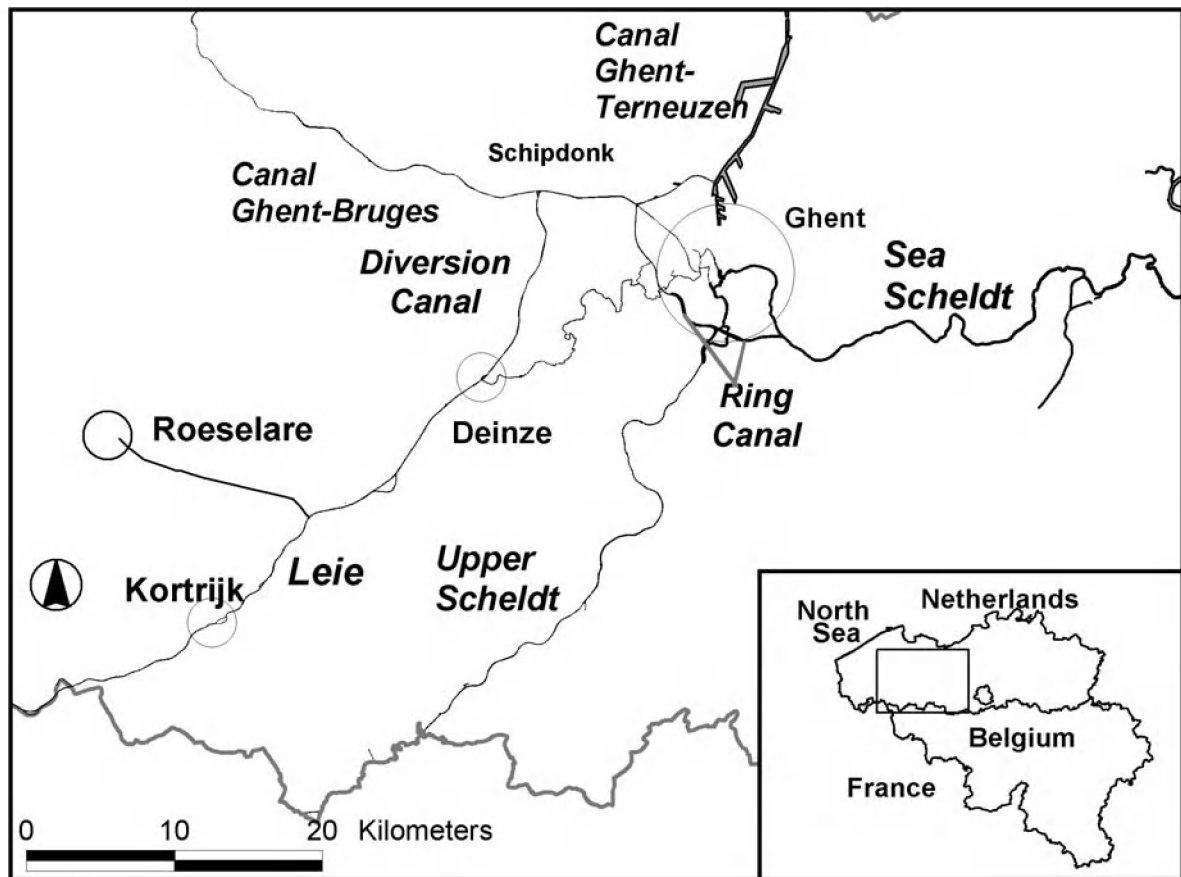 Canal
Ghent-
Terneuzen
Schipdonk
Canal
Ghent-Bruges
Ghent
Diversion
Canal
Sea
Scheldt
Ring
Canal
Roeselare
Deinze
Leie
Upper
Scheldt
Kortrijk
North
Sea
Netherlands
Belgium
France
0 10 20 Kilometers